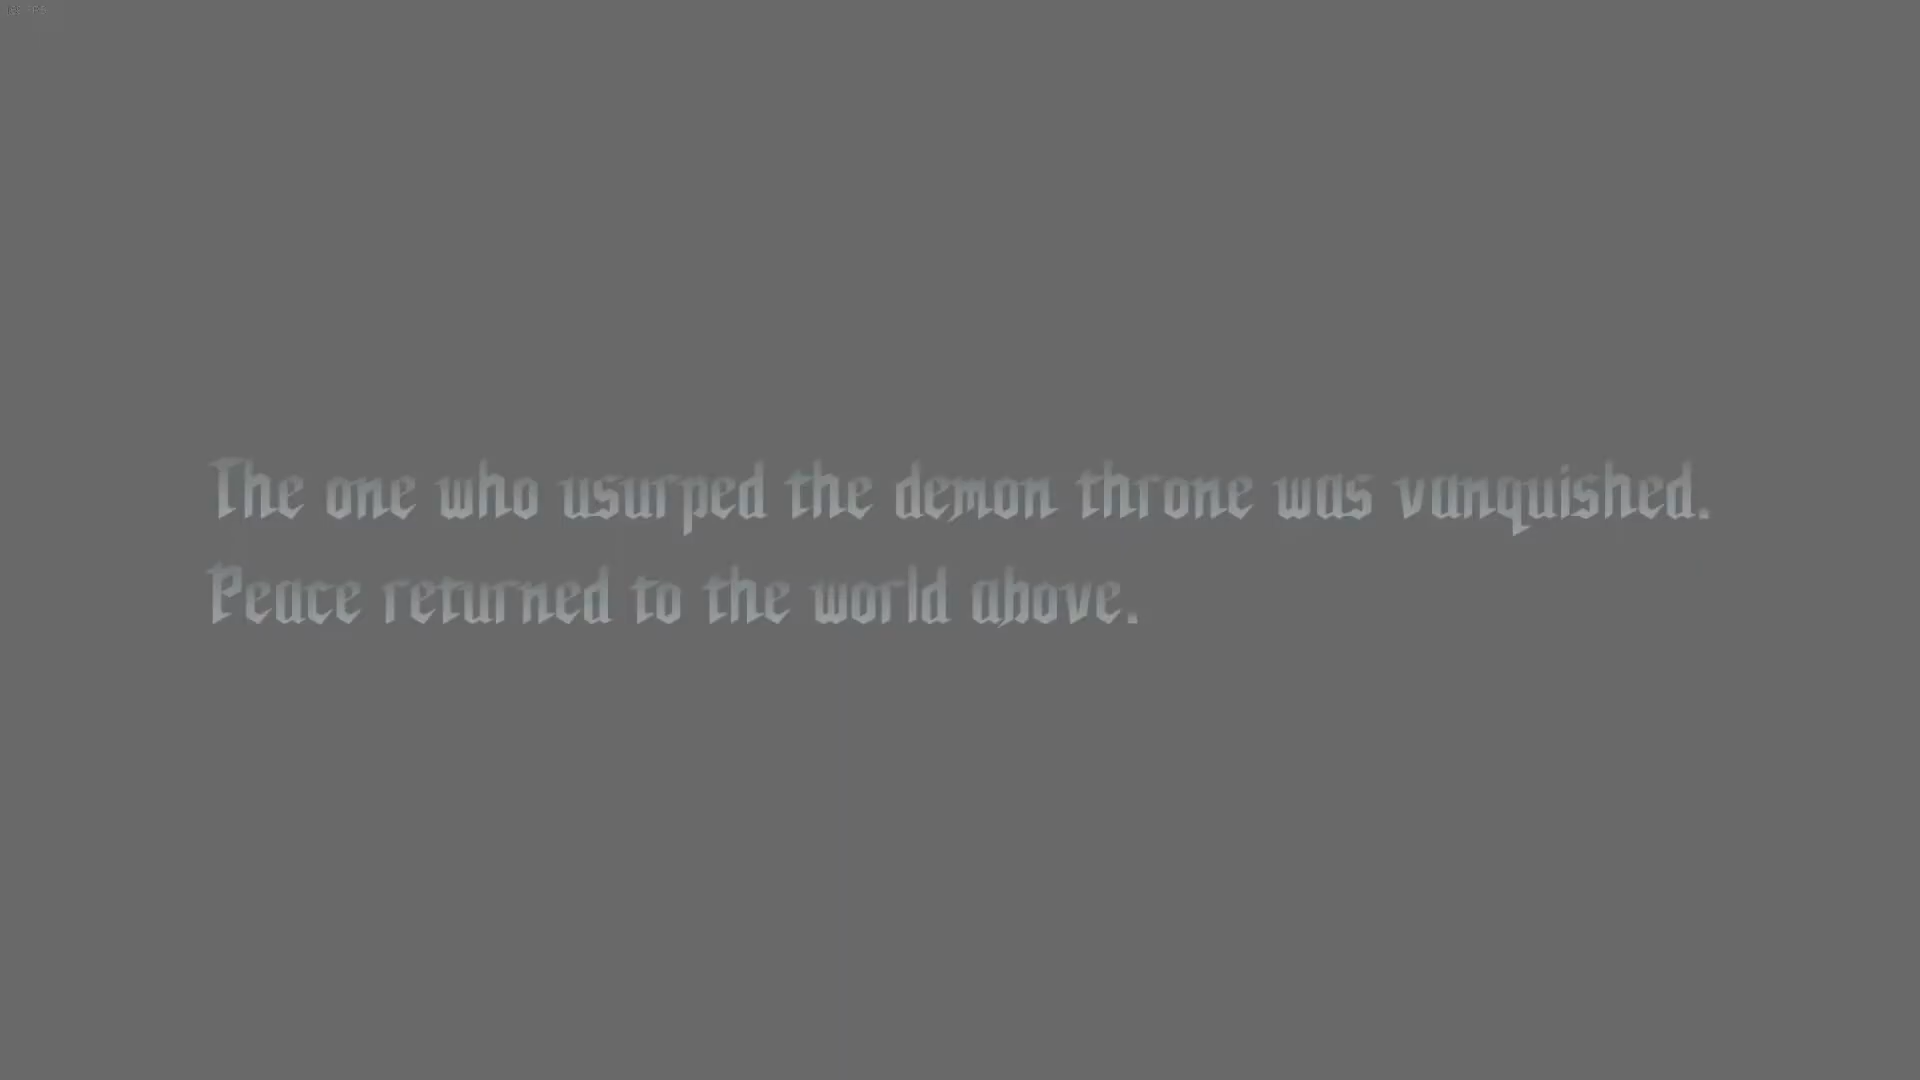 The one who usurped the demon throne was vanquished.
Peace returned to the world above.